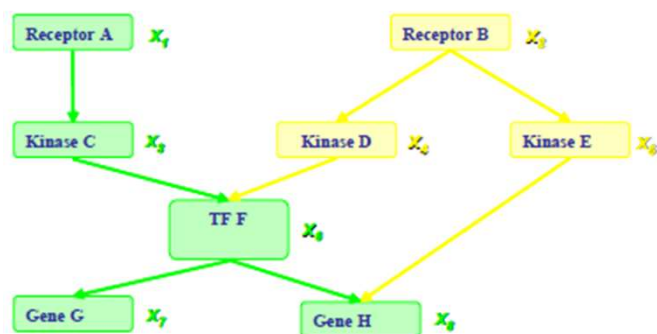 Receptor A X1 Receptor B X2
Kinase C X3 Kinase D X4 Kinase E X5
TF F X6
Gene G X7 Gene H X8